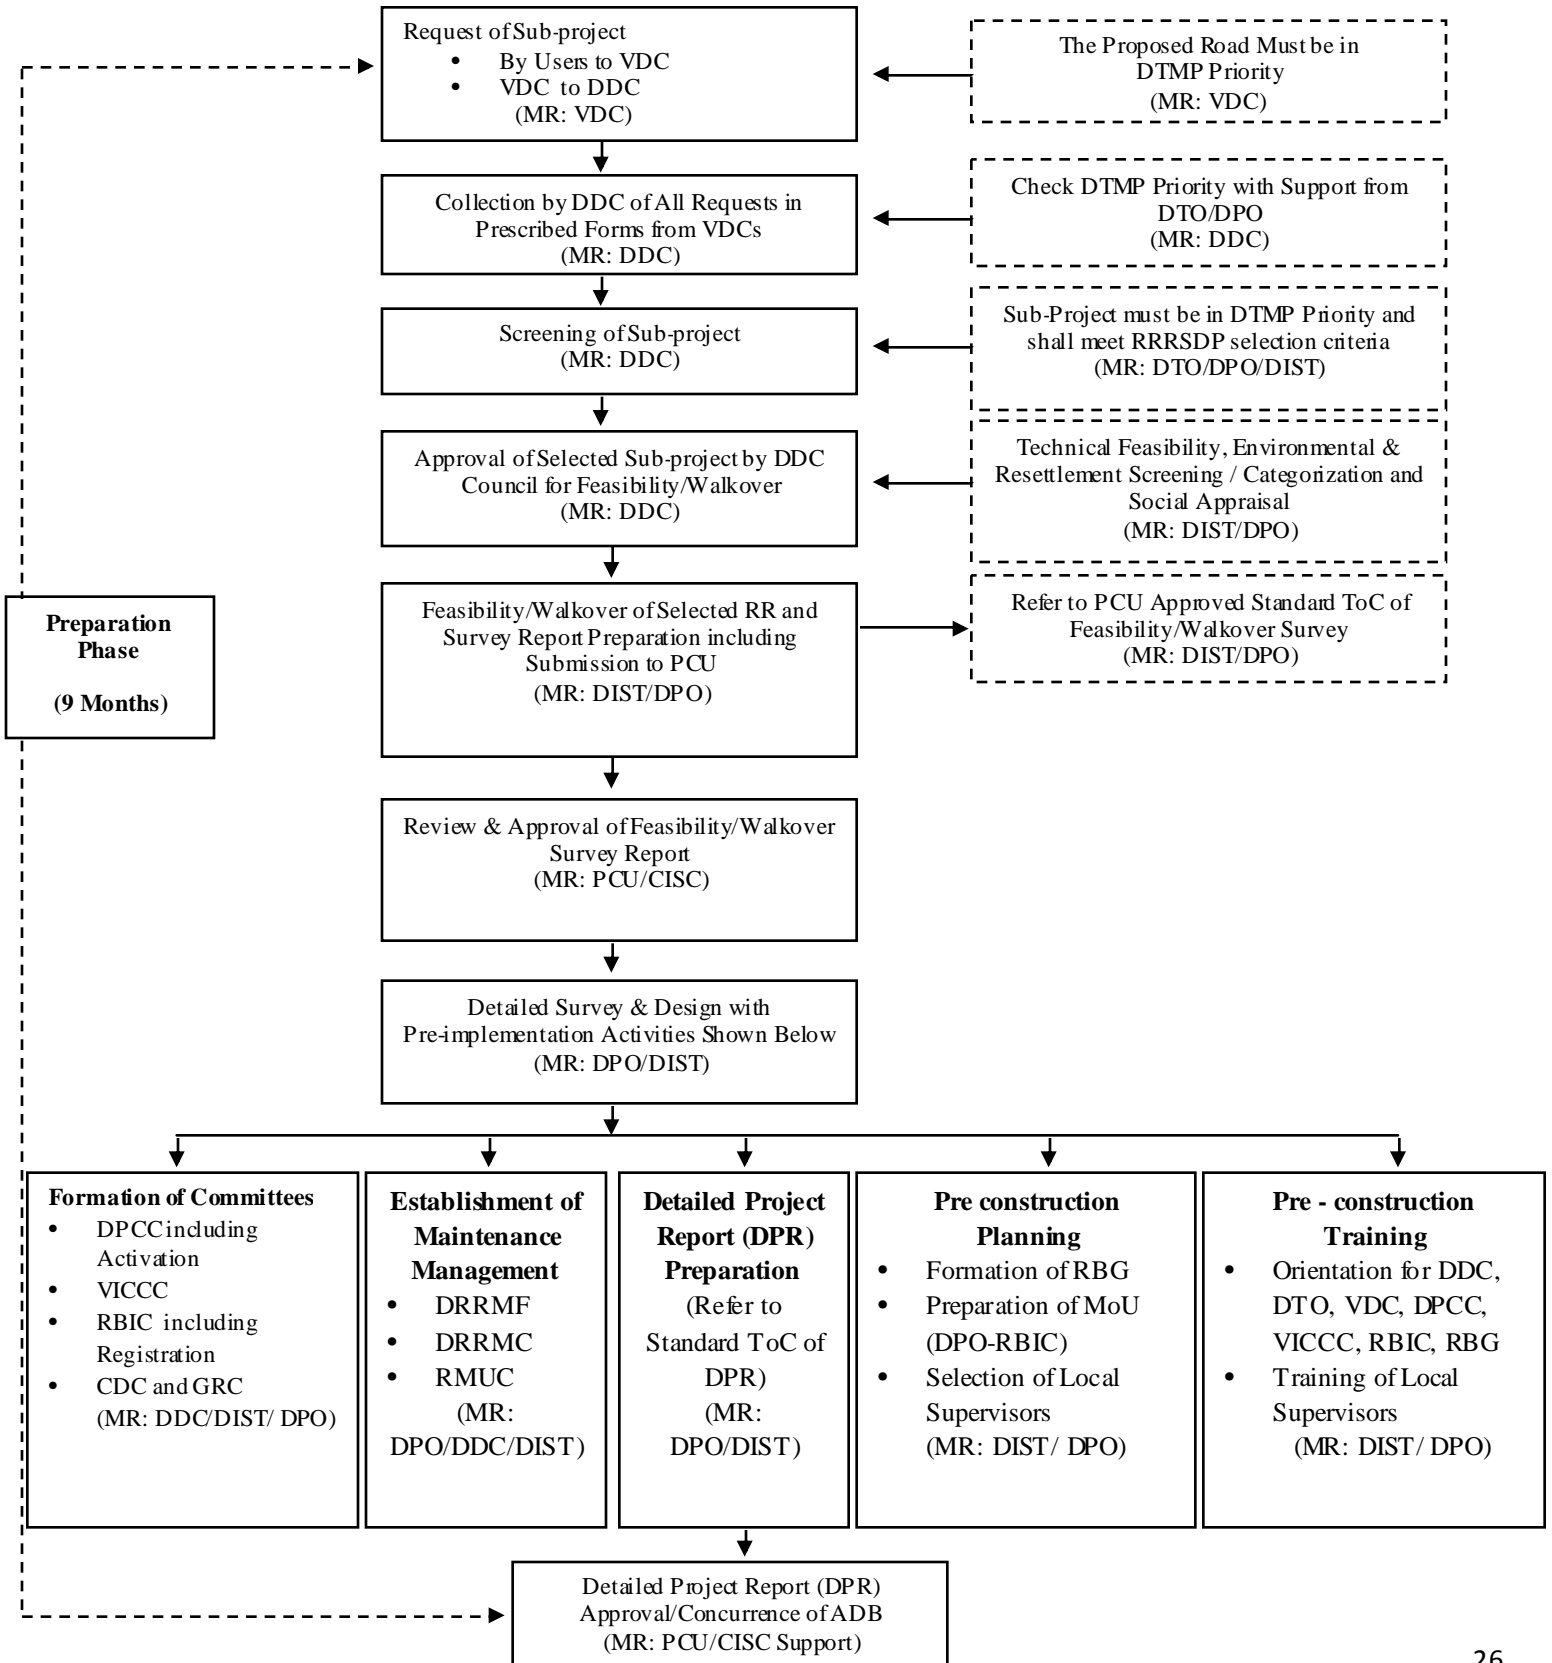 Request of Sub-project
• By Users to VDC
• VDC to DDC
(MR: VDC)
The Proposed Road Must be in
DTMP Priority
(MR: VDC)
Collection by DDC of All Requests in
Prescribed Forms from VDCs
(MR: DDC)
Check DTMP Priority with Support from
DTO/DPO
(MR: DDC)
Screening of Sub-project
(MR: DDC)
Sub-Project must be in DTMP Priority and
shall meet RRRSDP selection criteria
(MR: DTO/DPO/DIST)
Approval of Selected Sub-project by DDC
Council for Feasibility/Walkover
(MR: DDC)
Technical Feasibility, Environmental &
Resettlement Screening / Categorization and
Social Appraisal
(MR: DIST/DPO)
Preparation
Phase
(9 Months)
Feasibility/Walkover of Selected RR and
Survey Report Preparation including
Submission to PCU
(MR: DIST/DPO)
Refer to PCU Approved Standard ToC of
Feasibility/Walkover Survey
(MR: DIST/DPO)
Review & Approval of Feasibility/Walkover
Survey Report
(MR: PCU/CISC)
Detailed Survey & Design with
Pre-implementation Activities Shown Below
(MR: DPO/DIST)
Formation of Committees
• DPCC including
Activation
• VICCC
• RBIC including
Registration
• CDC and GRC
(MR: DDC/DIST/ DPO)
Establishment of
Maintenance
Management
• DRRMF
• DRRMC
• RMUC
(MR:
DPO/DDC/DIST)
Detailed Project
Report (DPR)
Preparation
(Refer to
Standard ToC of
DPR)
(MR:
DPO/DIST)
Pre construction
Planning
• Formation of RBG
• Preparation of MoU
(DPO-RBIC)
• Selection of Local
Supervisors
(MR: DIST/ DPO)
Pre - construction
Training
• Orientation for DDC,
DTO, VDC, DPCC,
VICCC, RBIC, RBG
• Training of Local
Supervisors
(MR: DIST/ DPO)
Detailed Project Report (DPR)
Approval/Concurrence of ADB
(MR: PCU/CISC Support)
26